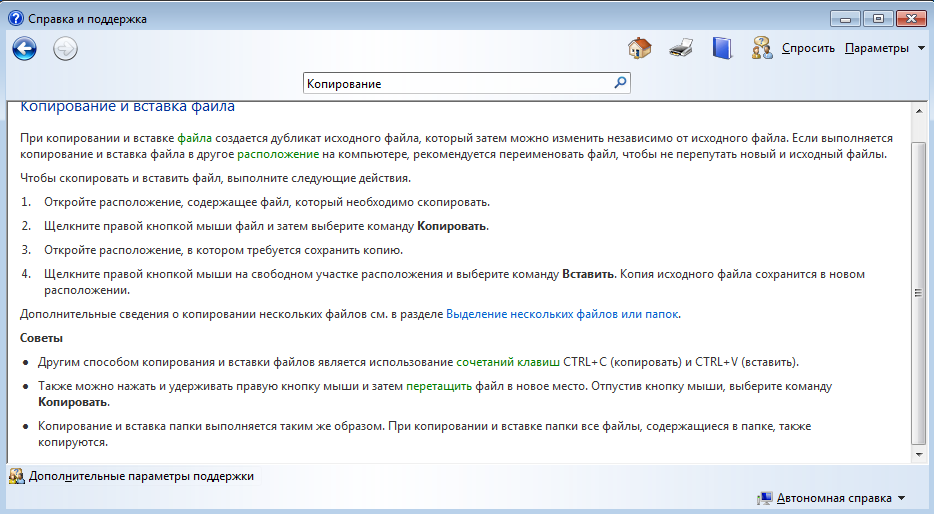 Справка и поддержка
Спросить Параметры
Копирование
Копирование и вставка файла
При копировании и вставке файла создается дубликат исходного файла, который затем можно изменить независимо от исходного файла. Если выполняется
копирование и вставка файла в другое расположение на компьютере, рекомендуется переименовать файл, чтобы не перепутать новый и исходный файлы.
Чтобы скопировать и вставить файл, выполните следующие действия.
1. Откройте расположение, содержащее файл, который необходимо скопировать.
2. Щелкните правой кнопкой мыши файл и затем выберите команду Копировать.
3. Откройте расположение, в котором требуется сохранить копию.
4. Щелкните правой кнопкой мыши на свободном участке расположения и выберите команду Вставить. Копия исходного файла сохранится в новом
расположении.
Дополнительные сведения о копировании нескольких файлов см. в разделе Выделение нескольких файлов или папок.
Советы
• Другим способом копирования и вставки файлов является использование сочетаний клавиш CTRL+C (копировать) и CTRL+V (вставить).
• Также можно нажать и удерживать правую кнопку мыши и затем перетащить файл в новое место. Отпустив кнопку мыши, выберите команду
Копировать.
• Копирование и вставка папки выполняется таким же образом. При копировании и вставке папки все файлы, содержащиеся в папке, также
копируются.
Дополнительные параметры поддержки
Автономная справка